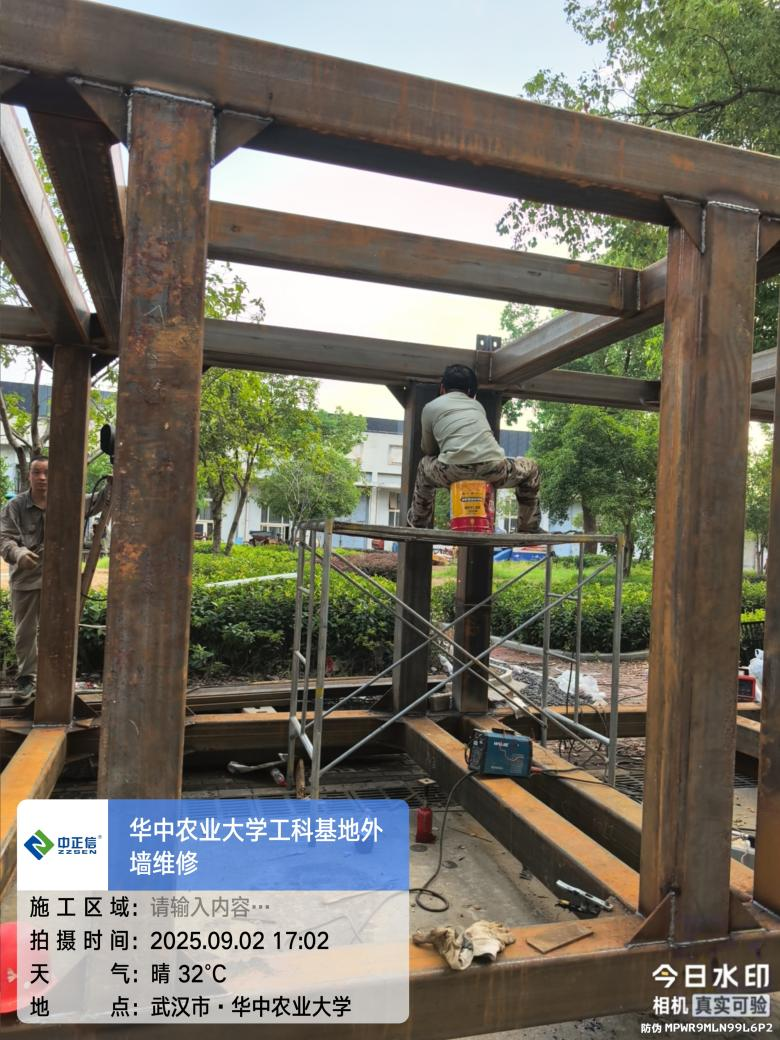 中正信®
ZZSEN
华中农业大学工科基地外
墙维修
施工区域：请输入内容…
拍摄时间：2025.09.02 17:02
天气：晴 32℃
地点：武汉市·华中农业大学
今日水印
相机 真实可验
防伪 MPWR9MLN99L6P2